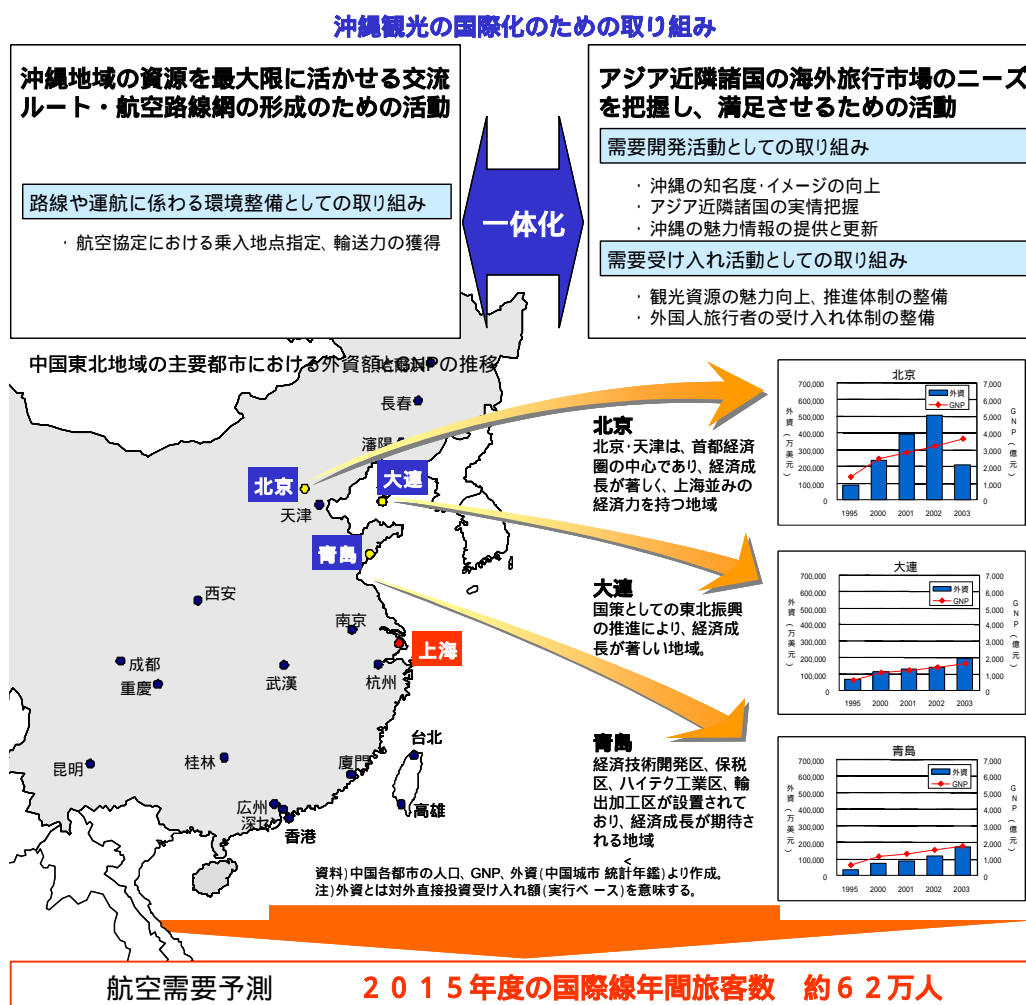 沖縄観光の国際化のための取り組み
沖縄地域の資源を最大限に活かせる交流
ルート・航空路線網の形成のための活動
路線や運航に係わる環境整備としての取り組み
・ 航空協定における乗入地点指定、輸送力の獲得
一体化
アジア近隣諸国の海外旅行市場のニーズ
を把握し、満足させるための活動
需要開発活動としての取り組み
・ 沖縄の知名度・イメージの向上
・ アジア近隣諸国の実情把握
・ 沖縄の魅力情報の提供と更新
需要受け入れ活動としての取り組み
・ 観光資源の魅力向上、推進体制の整備
・ 外国人旅行者の受け入れ体制の整備
中国東北地域の主要都市における外資額とGNPの推移
長春
瀋陽
北京
大連
天津
青島
西安
南京
上海
成都
重慶
武漢
杭州
昆明
桂林
廈門
台北
高雄
広州
深セ
香港
北京
北京・天津は、首都経済
圏の中心であり、経済成
長が著しく、上海並みの
経済力を持つ地域
大連
国策としての東北振興
の推進により、経済成
長が著しい地域。
青島
経済技術開発区、保税
区、ハイテク工業区、輸
出加工区が設置されて
おり、経済成長が期待さ
れる地域
<
資料)中国各都市の人口、GNP、外資(中国城市 統計年鑑)より作成。
注)外資とは対外直接投資受け入れ額(実行ベース)を意味する。
北京
外資(万美元)
700,000
600,000
500,000
400,000
300,000
200,000
100,000
0
外資
GNP
7,000
6,000
5,000
4,000
3,000
2,000
1,000
0
GNP(億元)
1995 2000 2001 2002 2003
大連
外資(万美元)
700,000
600,000
500,000
400,000
300,000
200,000
100,000
0
外資
GNP
7,000
6,000
5,000
4,000
3,000
2,000
1,000
0
GNP(億元)
1995 2000 2001 2002 2003
青島
外資(万美元)
700,000
600,000
500,000
400,000
300,000
200,000
100,000
0
外資
GNP
7,000
6,000
5,000
4,000
3,000
2,000
1,000
0
GNP(億元)
1995 2000 2001 2002 2003
航空需要予測 2015年度の国際線年間旅客数 約62万人